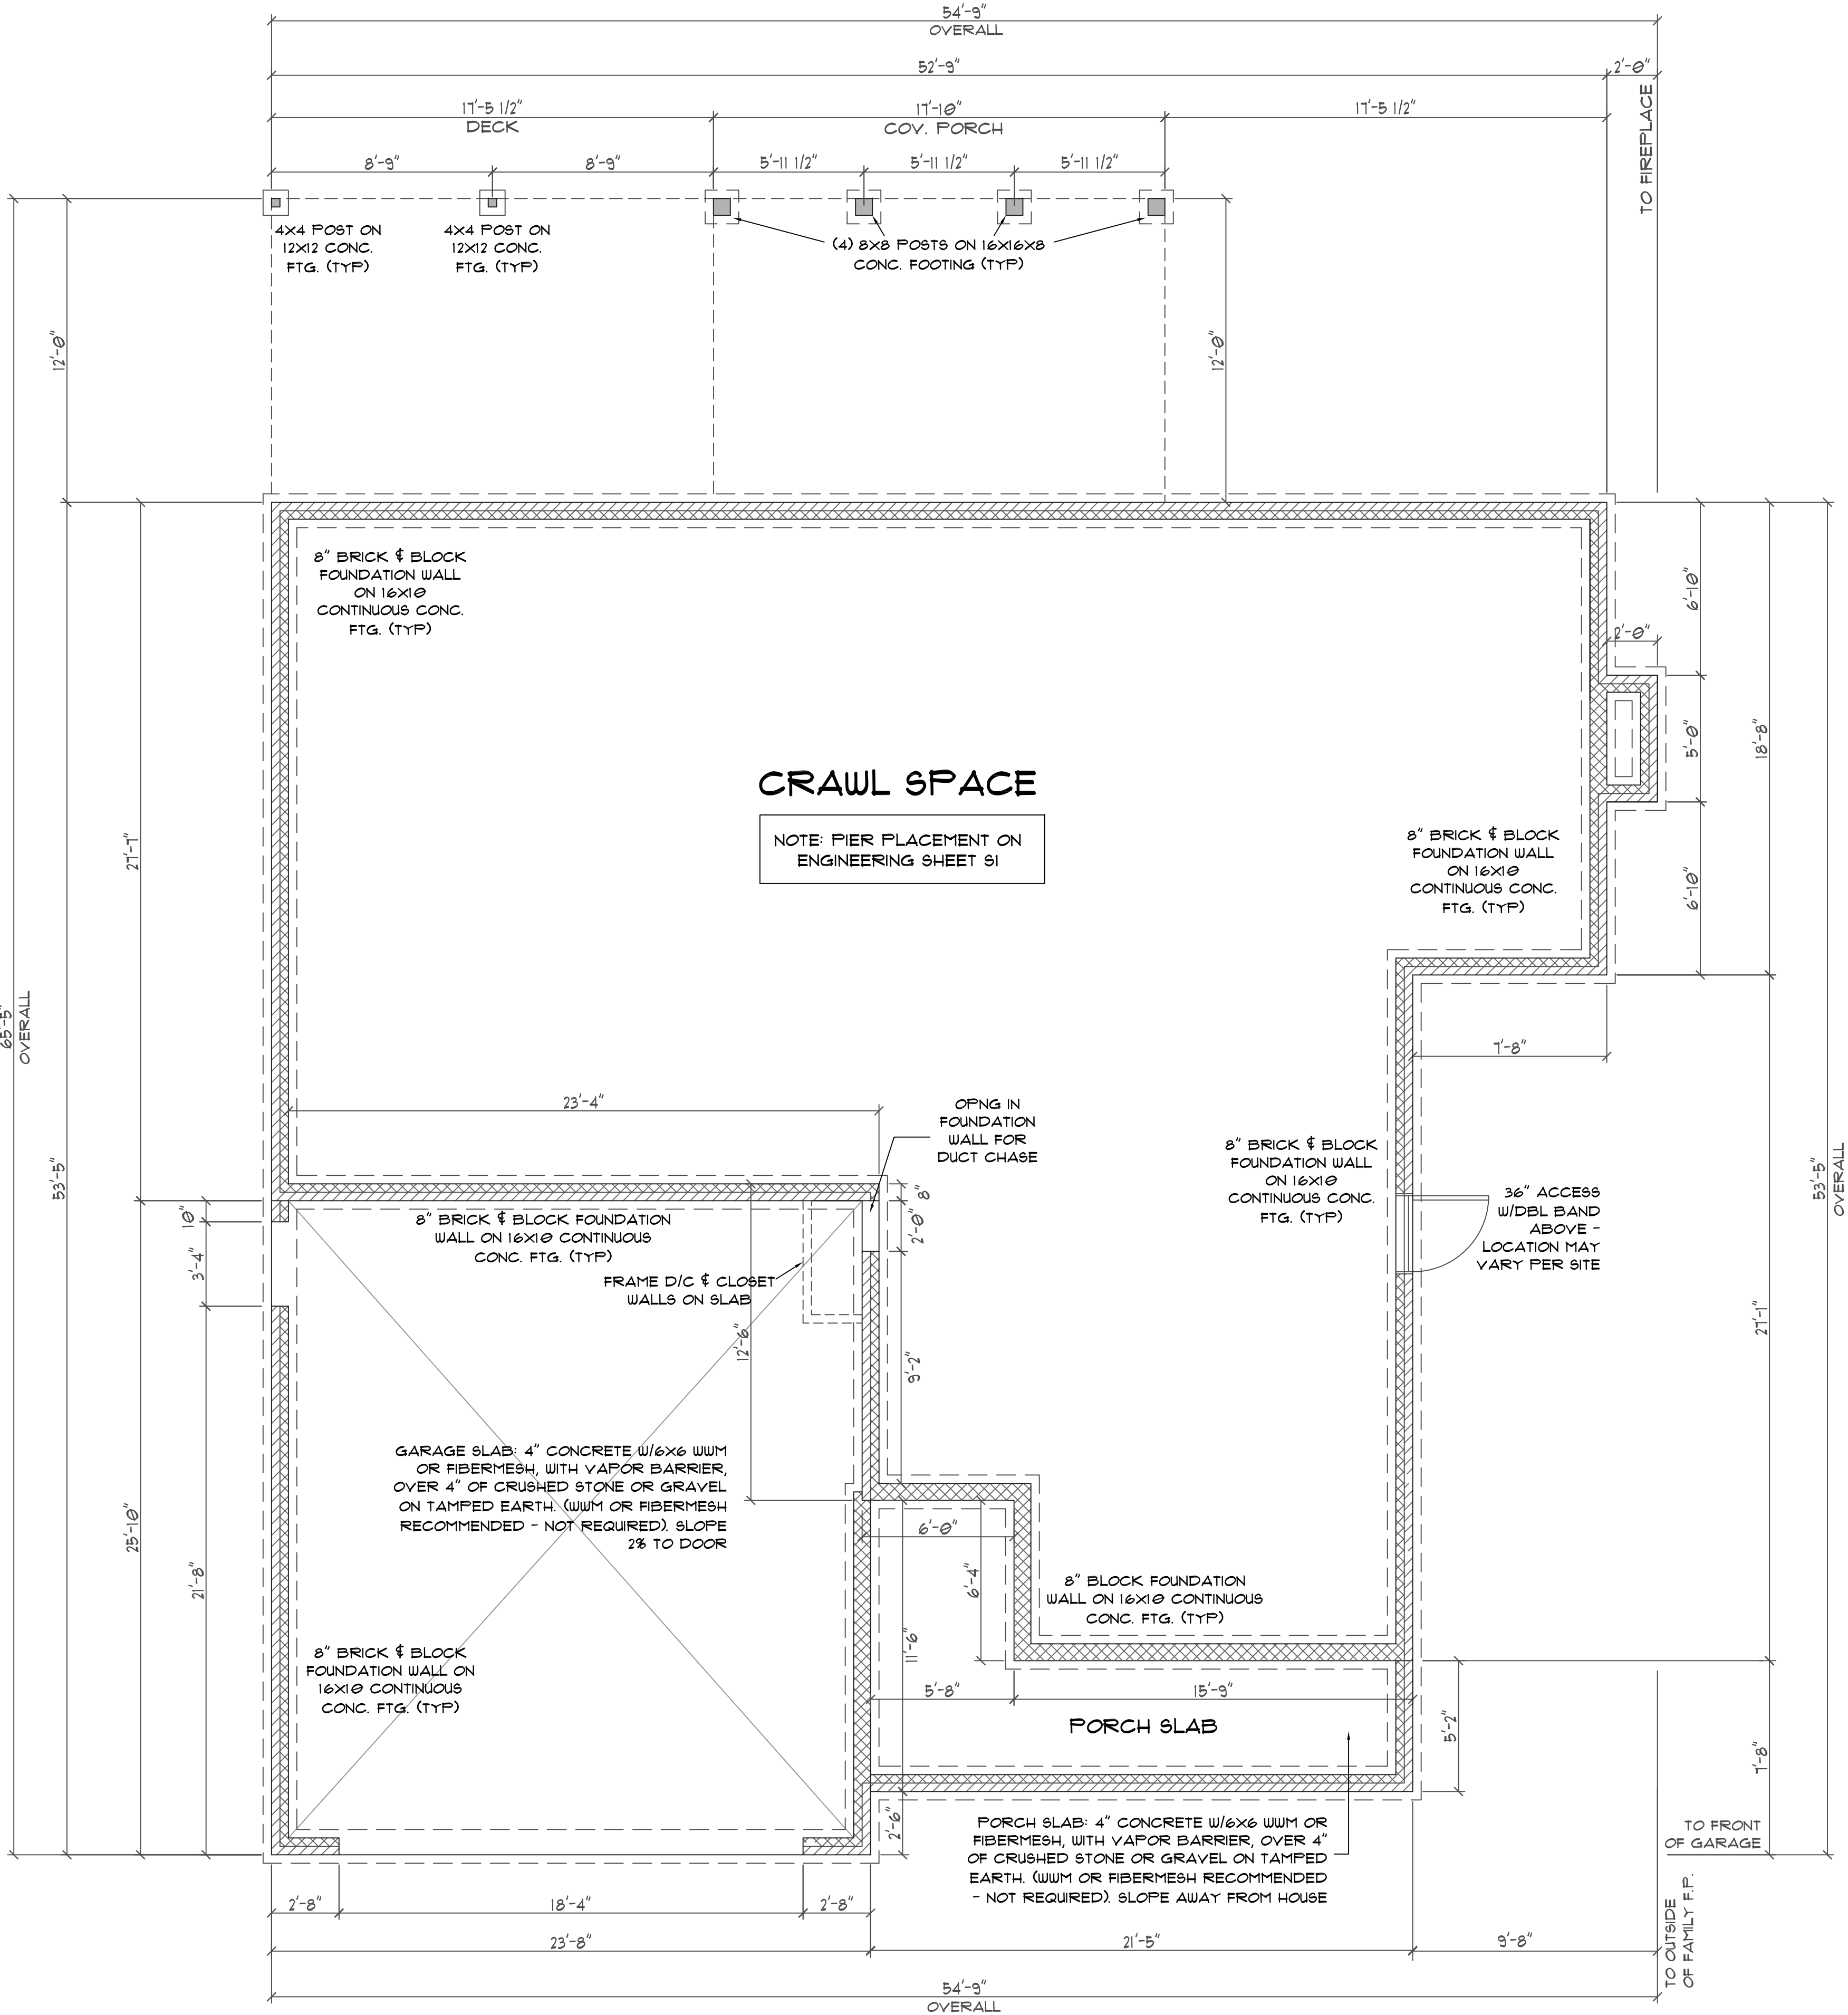 54'-9"
OVERALL
52'-9"
2'-0"
TO FIREPLACE
17'-5 1/2"
DECK
17'-10"
COV. PORCH
17'-5 1/2"
8'-9"
8'-9"
5'-11 1/2"
5'-11 1/2"
5'-11 1/2"
4X4 POST ON
12X12 CONC.
FTG. (TYP)
4X4 POST ON
12X12 CONC.
FTG. (TYP)
(4) 8X8 POSTS ON 16X16X8
CONC. FOOTING (TYP)
12'-0"
12'-0"
8" BRICK & BLOCK
FOUNDATION WALL
ON 16X10
CONTINUOUS CONC.
FTG. (TYP)
6'-10"
2'-0"
5'-0"
18'-8"
6'-10"
CRAWL SPACE
NOTE: PIER PLACEMENT ON
ENGINEERING SHEET S1
8" BRICK & BLOCK
FOUNDATION WALL
ON 16X10
CONTINUOUS CONC.
FTG. (TYP)
27'-7"
65'-5"
OVERALL
53'-5"
7'-8"
23'-4"
OPNG IN
FOUNDATION
WALL FOR
DUCT CHASE
8" BRICK & BLOCK
FOUNDATION WALL
ON 16X10
CONTINUOUS CONC.
FTG. (TYP)
36" ACCESS
W/DBL BAND
ABOVE -
LOCATION MAY
VARY PER SITE
53'-5"
OVERALL
27'-1"
8"
2'-0"
10"
3'-4"
8" BRICK & BLOCK FOUNDATION
WALL ON 16X10 CONTINUOUS
CONC. FTG. (TYP)
FRAME D/C & CLOSET
WALLS ON SLAB
12'-6"
9'-2"
GARAGE SLAB: 4" CONCRETE W/6X6 WWM
OR FIBERMESH, WITH VAPOR BARRIER,
OVER 4" OF CRUSHED STONE OR GRAVEL
ON TAMPED EARTH. (WWM OR FIBERMESH
RECOMMENDED - NOT REQUIRED). SLOPE
2% TO DOOR
25'-10"
21'-8"
6'-0"
6'-4"
8" BLOCK FOUNDATION
WALL ON 16X10 CONTINUOUS
CONC. FTG. (TYP)
11'-6"
8" BRICK & BLOCK
FOUNDATION WALL ON
16X10 CONTINUOUS
CONC. FTG. (TYP)
5'-8"
15'-9"
PORCH SLAB
5'-2"
7'-8"
2'-6"
PORCH SLAB: 4" CONCRETE W/6X6 WWM OR
FIBERMESH, WITH VAPOR BARRIER, OVER 4"
OF CRUSHED STONE OR GRAVEL ON TAMPED
EARTH. (WWM OR FIBERMESH RECOMMENDED
- NOT REQUIRED). SLOPE AWAY FROM HOUSE
TO FRONT
OF GARAGE
2'-8"
18'-4"
2'-8"
23'-8"
21'-5"
9'-8"
TO OUTSIDE
OF FAMILY F.P.
54'-9"
OVERALL